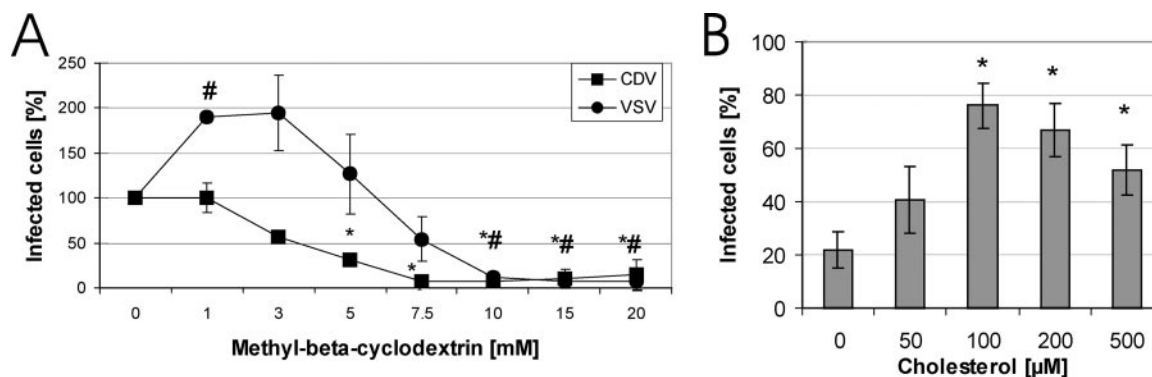 A
250
200
150
100
50
0
Infected cells [%]
#
*
*
*#
*#
*#
CDV
VSV
0 1 3 5 7.5 10 15 20
Methyl-beta-cyclodextrin [mM]
B
100
80
60
40
20
0
Infected cells [%]
*
*
*
0 50 100 200 500
Cholesterol [µM]